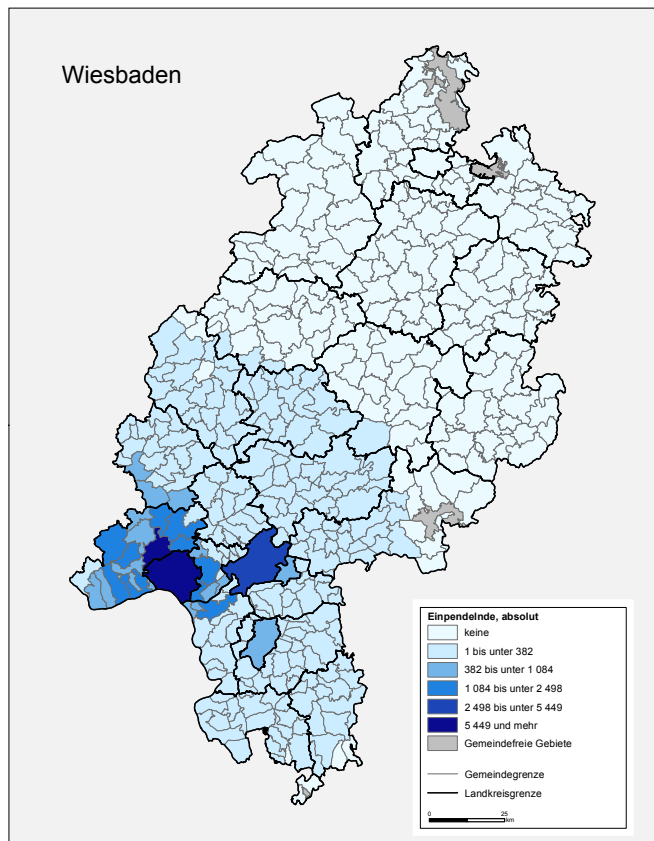 Wiesbaden
Einpendelnde, absolut
keine
1 bis unter 382
382 bis unter 1 084
1 084 bis unter 2 498
2 498 bis unter 5 449
5 449 und mehr
Gemeindefreie Gebiete
Gemeindegrenze
Landkreisgrenze
0 25
km